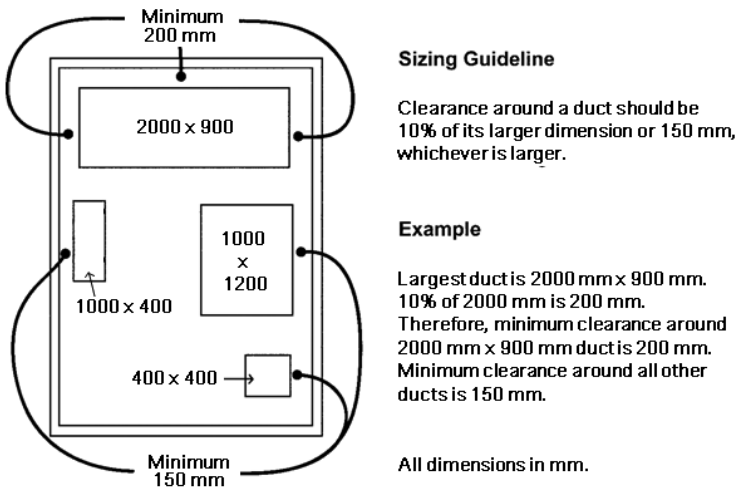 Minimum
200 mm
2000 x 900
1000
x
1200
1000 x 400
400 x 400
Minimum
150 mm
Sizing Guideline
Clearance around a duct should be
10% of its larger dimension or 150 mm,
whichever is larger.
Example
Largest duct is 2000 mm x 900 mm.
10% of 2000 mm is 200 mm.
Therefore, minimum clearance around
2000 mm x 900 mm duct is 200 mm.
Minimum clearance around all other
ducts is 150 mm.
All dimensions in mm.